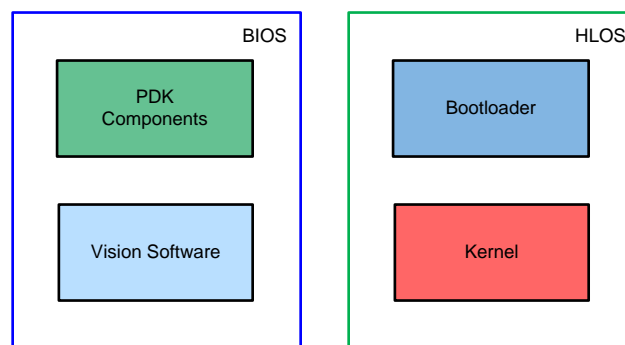 BIOS
PDK
Components
Vision Software
HLOS
Bootloader
Kernel